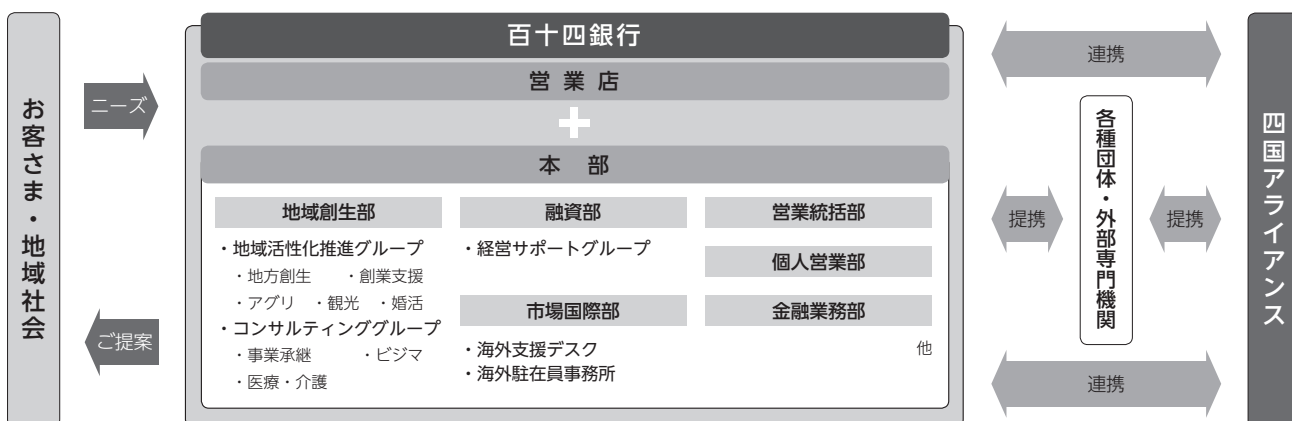 お客さま・地域社会
ニーズ
ご提案
百十四銀行
営業店
本部
地域創生部
・地域活性化推進グループ
・地方創生 ・創業支援
・アグリ ・観光 ・婚活
・コンサルティンググループ
・事業承継 ・ビジマ
・医療・介護
融資部
・経営サポートグループ
市場国際部
・海外支援デスク
・海外駐在員事務所
営業統括部
個人営業部
金融業務部
他
連携
提携
各種団体・外部専門機関
提携
連携
四国アライアンス